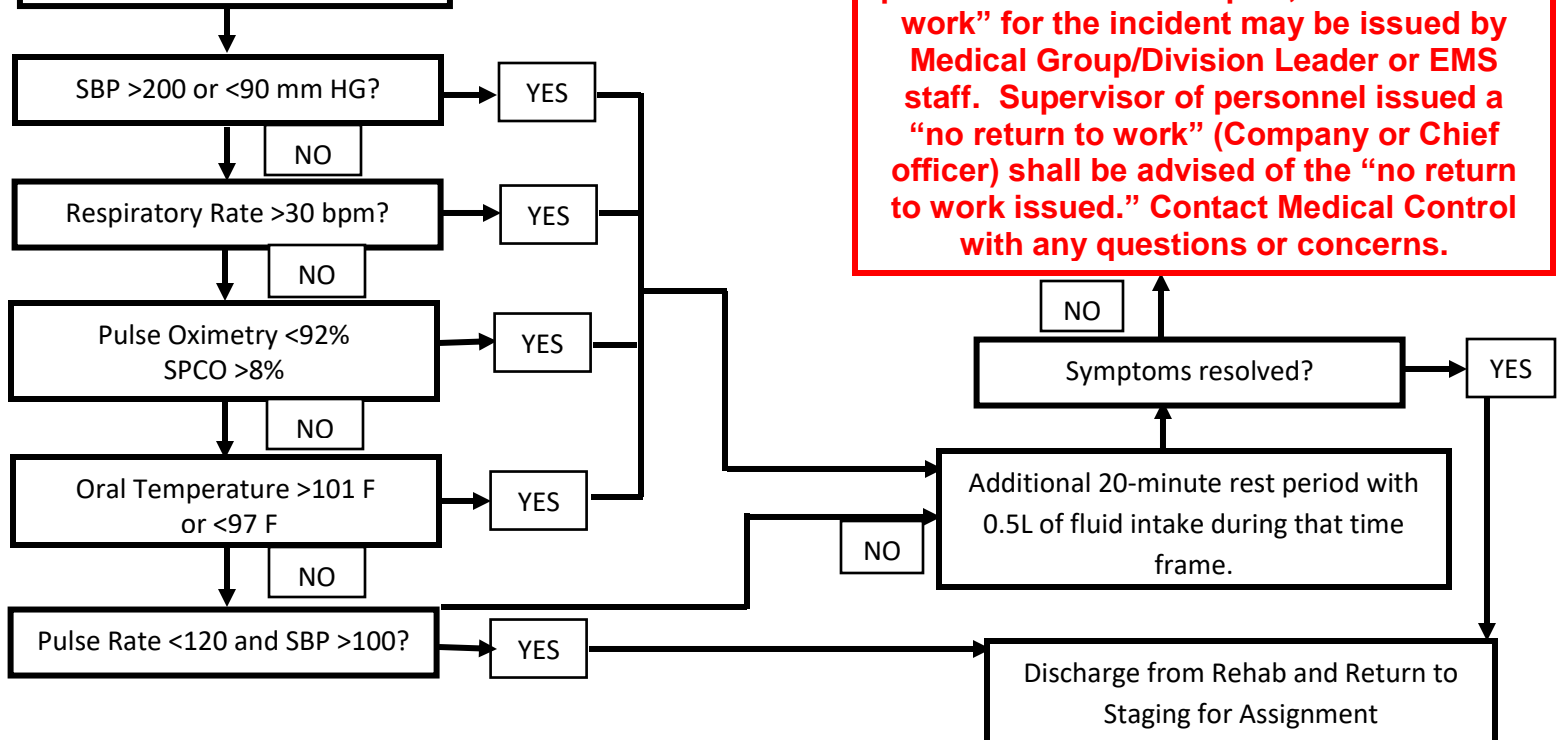 work” for the incident may be issued by
Medical Group/Division Leader or EMS
staff. Supervisor of personnel issued a
“no return to work” (Company or Chief
officer) shall be advised of the “no return
to work issued.” Contact Medical Control
with any questions or concerns.
SBP >200 or <90 mm HG?
YES
NO
Respiratory Rate >30 bpm?
YES
NO
Pulse Oximetry <92%
SPCO >8%
YES
NO
Oral Temperature >101 F
or <97 F
YES
NO
Pulse Rate <120 and SBP >100?
YES
NO
Additional 20-minute rest period with
0.5L of fluid intake during that time
frame.
Symptoms resolved?
NO
YES
Discharge from Rehab and Return to
Staging for Assignment